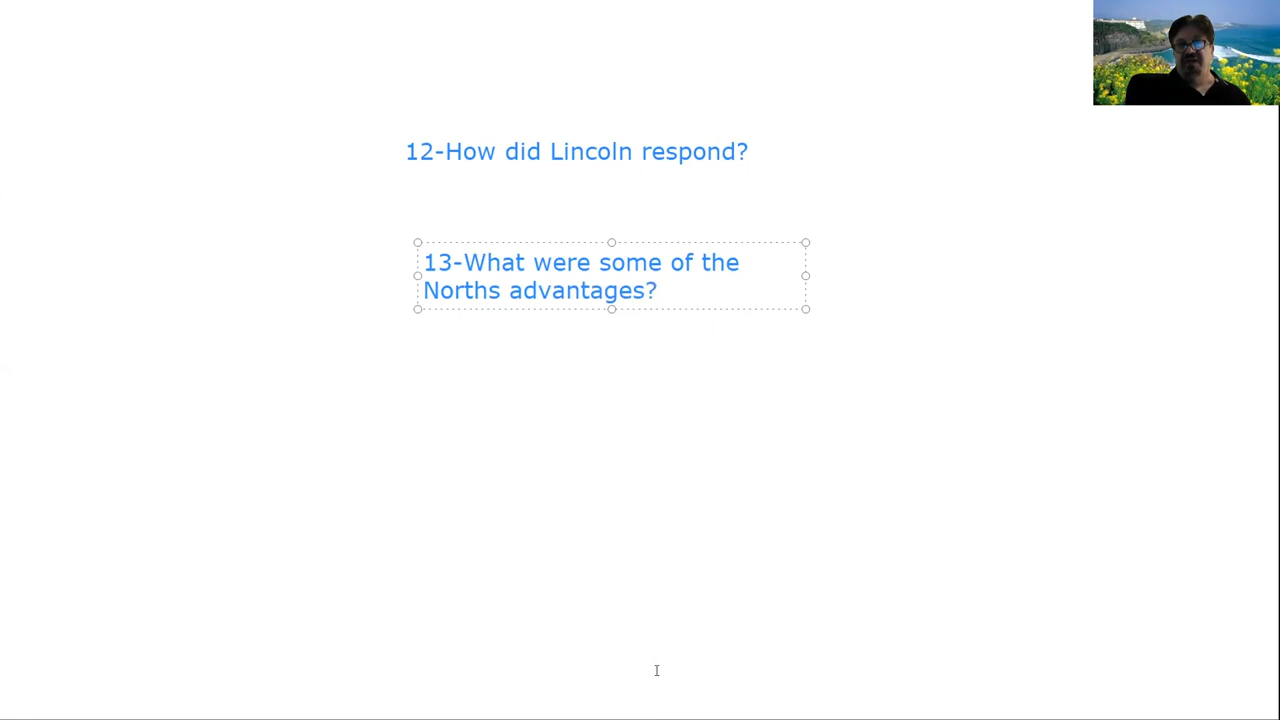 12-How did Lincoln respond?
13-What were some of the
Norths advantages?